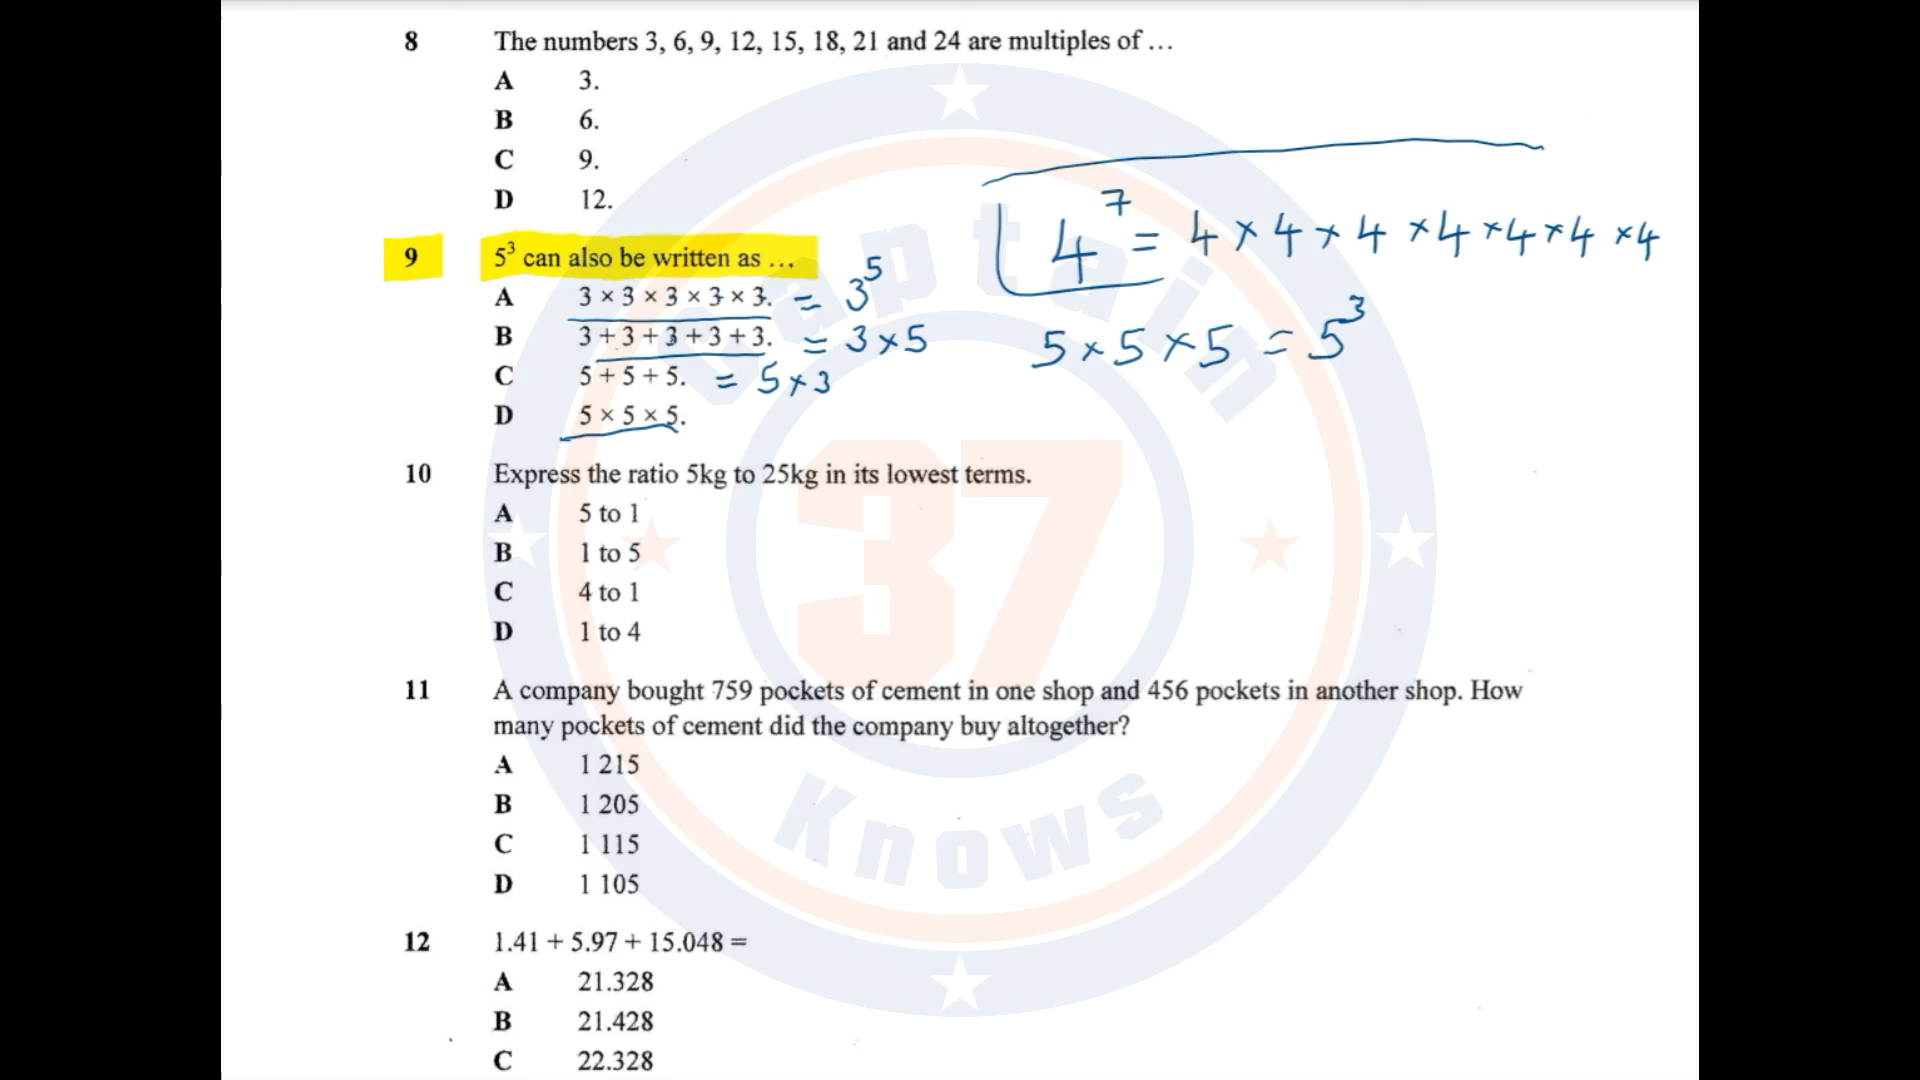 8 The numbers 3, 6, 9, 12, 15, 18, 21 and 24 are multiples of …
A 3.
B 6.
C 9.
D 12.
4⁷ = 4 × 4 × 4 × 4 × 4 × 4 × 4
9 5³ can also be written as …
A 3 × 3 × 3 × 3 × 3. = 3⁵
B 3 + 3 + 3 + 3 + 3. = 3 × 5
5 × 5 × 5 = 5³
C 5 + 5 + 5. = 5 × 3
D 5 × 5 × 5.
10 Express the ratio 5kg to 25kg in its lowest terms.
A 5 to 1
B 1 to 5
C 4 to 1
D 1 to 4
11 A company bought 759 pockets of cement in one shop and 456 pockets in another shop. How
many pockets of cement did the company buy altogether?
A 1 215
B 1 205
C 1 115
D 1 105
12 1.41 + 5.97 + 15.048 =
A 21.328
B 21.428
C 22.328
Captain
37
Knows